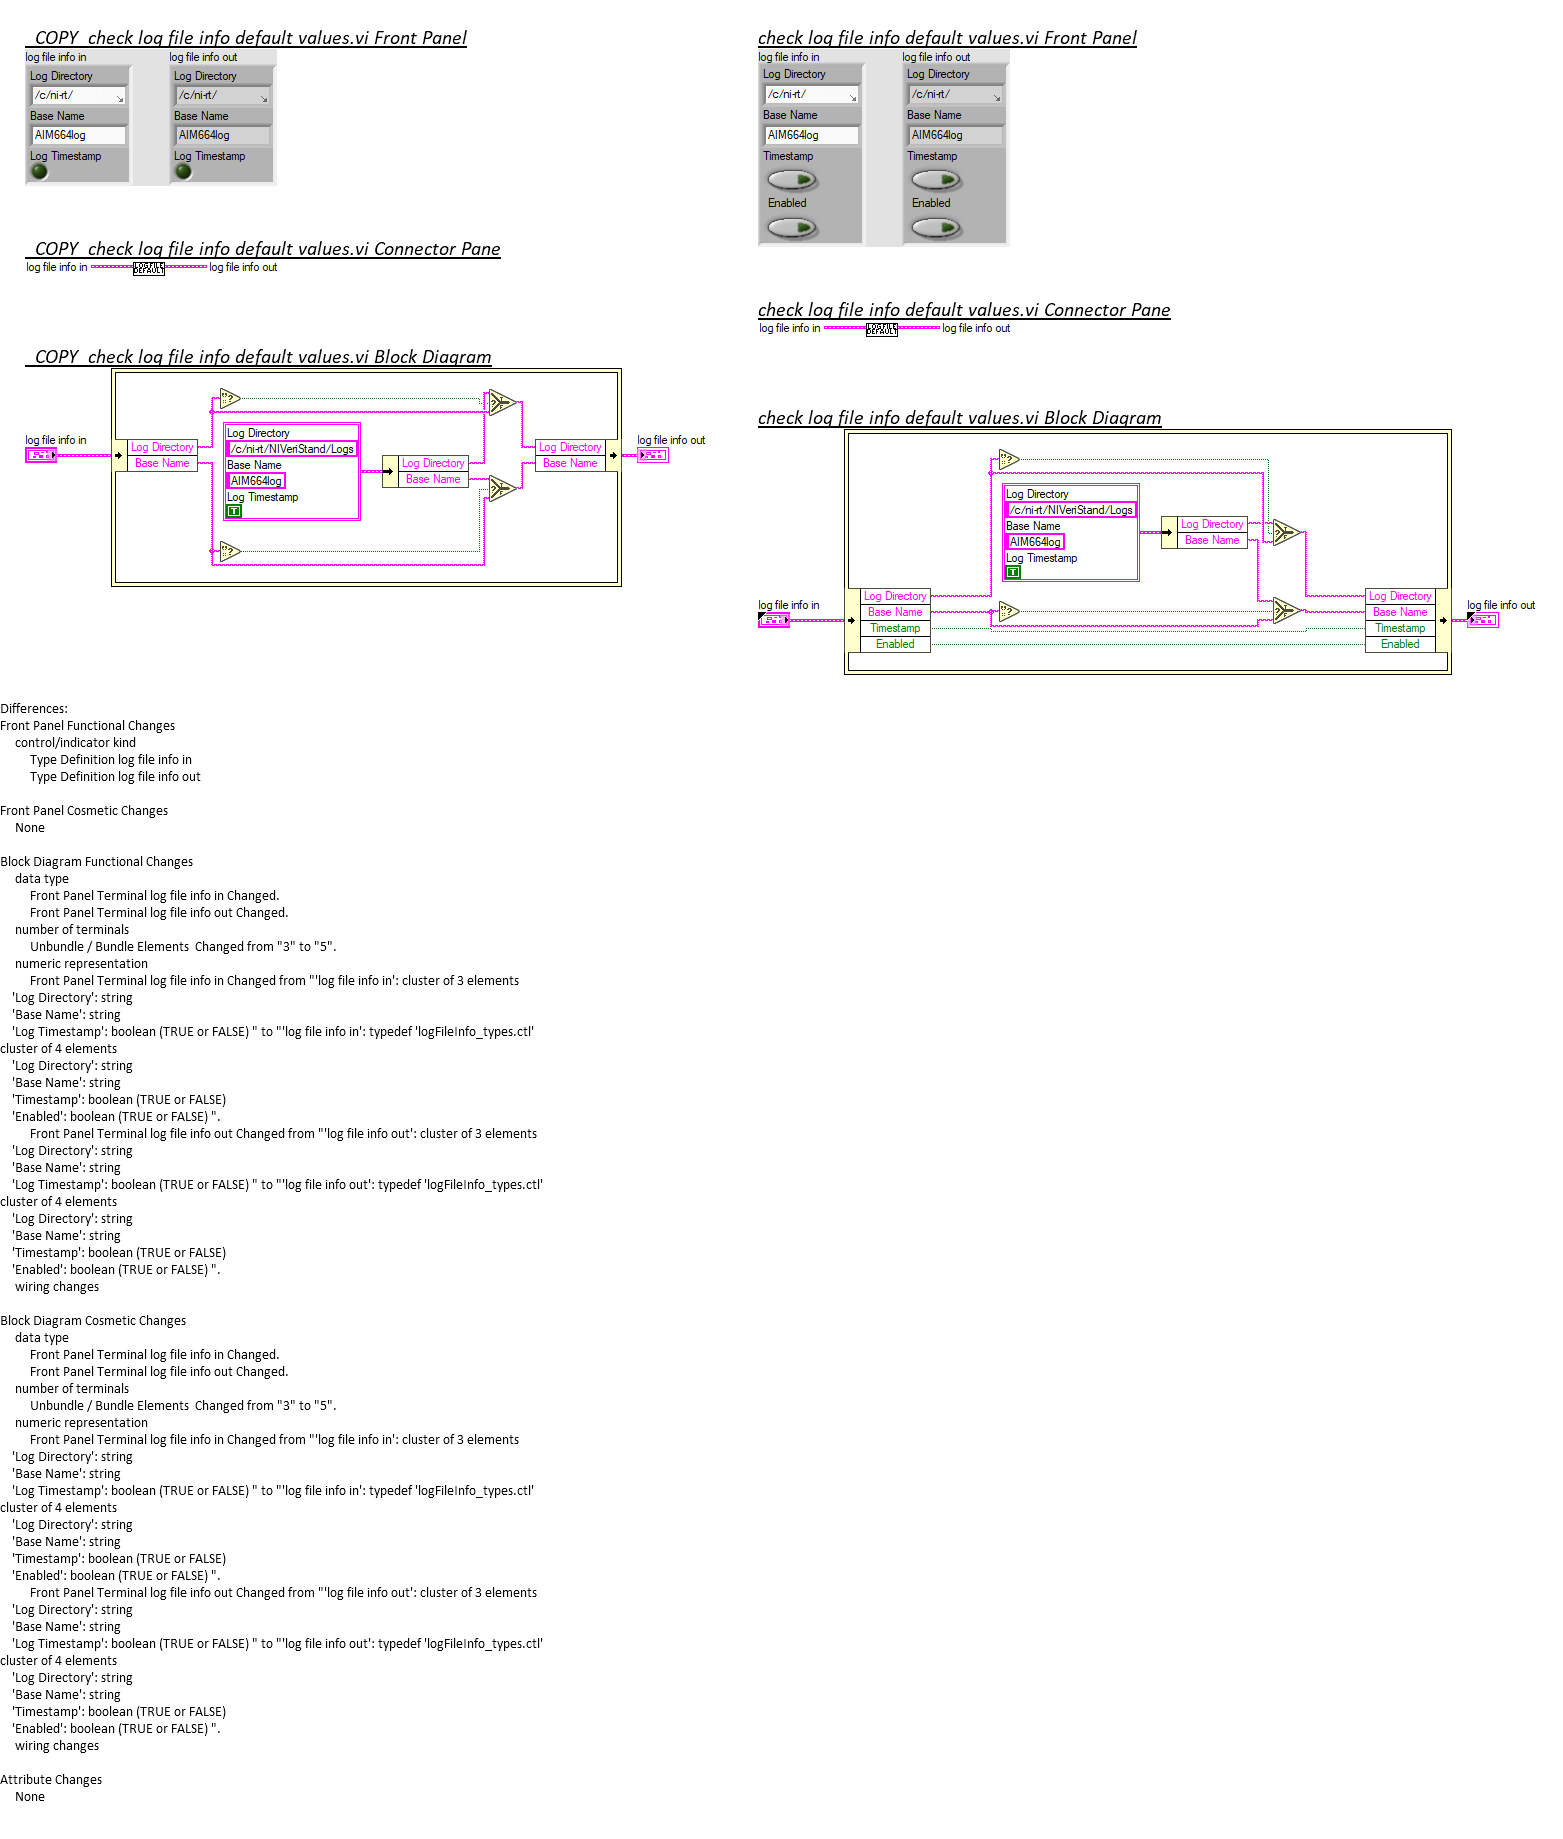 _COPY_check log file info default values.vi Front Panel
log file info in
log file info out
Log Directory
/c/ni-rt/
Base Name
AIM664log
Log Timestamp
Log Directory
/c/ni-rt/
Base Name
AIM664log
Log Timestamp
_COPY_check log file info default values.vi Connector Pane
log file info in
LOGFILE
DEFAULT
log file info out
_COPY_check log file info default values.vi Block Diagram
log file info in
Log Directory
Base Name
Log Directory
/c/ni-rt/NIVeriStand/Logs
Base Name
AIM664log
Log Timestamp
T
Log Directory
Base Name
Log Directory
Base Name
log file info out
check log file info default values.vi Front Panel
log file info in
log file info out
Log Directory
/c/ni-rt/
Base Name
AIM664log
Timestamp
Enabled
Log Directory
/c/ni-rt/
Base Name
AIM664log
Timestamp
Enabled
check log file info default values.vi Connector Pane
log file info in
LOGFILE
DEFAULT
log file info out
check log file info default values.vi Block Diagram
log file info in
Log Directory
Base Name
Timestamp
Enabled
Log Directory
/c/ni-rt/NIVeriStand/Logs
Base Name
AIM664log
Log Timestamp
T
Log Directory
Base Name
Log Directory
Base Name
Timestamp
Enabled
log file info out
Differences:
Front Panel Functional Changes
control/indicator kind
Type Definition log file info in
Type Definition log file info out
Front Panel Cosmetic Changes
None
Block Diagram Functional Changes
data type
Front Panel Terminal log file info in Changed.
Front Panel Terminal log file info out Changed.
number of terminals
Unbundle / Bundle Elements  Changed from "3" to "5".
numeric representation
Front Panel Terminal log file info in Changed from "'log file info in': cluster of 3 elements
'Log Directory': string
'Base Name': string
'Log Timestamp': boolean (TRUE or FALSE) " to "'log file info in': typedef 'logFileInfo_types.ctl'
cluster of 4 elements
'Log Directory': string
'Base Name': string
'Timestamp': boolean (TRUE or FALSE)
'Enabled': boolean (TRUE or FALSE) ".
Front Panel Terminal log file info out Changed from "'log file info out': cluster of 3 elements
'Log Directory': string
'Base Name': string
'Log Timestamp': boolean (TRUE or FALSE) " to "'log file info out': typedef 'logFileInfo_types.ctl'
cluster of 4 elements
'Log Directory': string
'Base Name': string
'Timestamp': boolean (TRUE or FALSE)
'Enabled': boolean (TRUE or FALSE) ".
wiring changes
Block Diagram Cosmetic Changes
data type
Front Panel Terminal log file info in Changed.
Front Panel Terminal log file info out Changed.
number of terminals
Unbundle / Bundle Elements  Changed from "3" to "5".
numeric representation
Front Panel Terminal log file info in Changed from "'log file info in': cluster of 3 elements
'Log Directory': string
'Base Name': string
'Log Timestamp': boolean (TRUE or FALSE) " to "'log file info in': typedef 'logFileInfo_types.ctl'
cluster of 4 elements
'Log Directory': string
'Base Name': string
'Timestamp': boolean (TRUE or FALSE)
'Enabled': boolean (TRUE or FALSE) ".
Front Panel Terminal log file info out Changed from "'log file info out': cluster of 3 elements
'Log Directory': string
'Base Name': string
'Log Timestamp': boolean (TRUE or FALSE) " to "'log file info out': typedef 'logFileInfo_types.ctl'
cluster of 4 elements
'Log Directory': string
'Base Name': string
'Timestamp': boolean (TRUE or FALSE)
'Enabled': boolean (TRUE or FALSE) ".
wiring changes
Attribute Changes
None